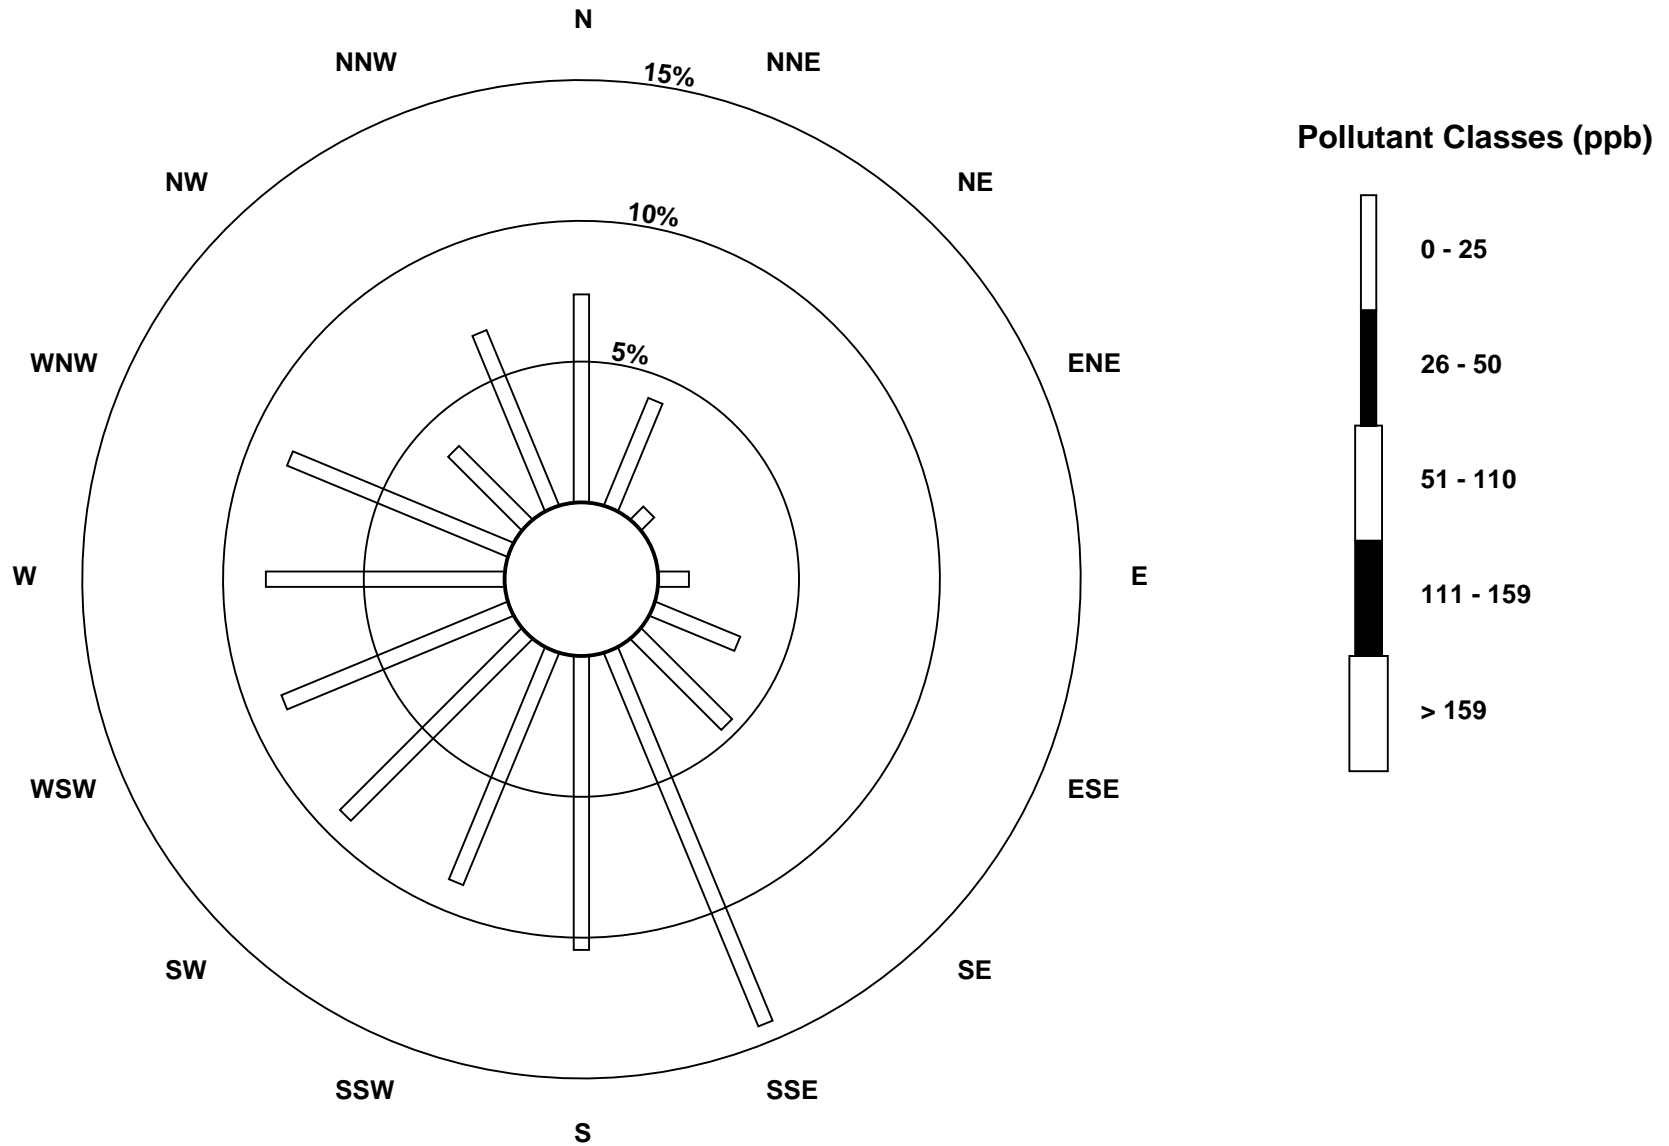 N
NNW
NNE
15%
Pollutant Classes (ppb)
NW
NE
10%
0 - 25
5%
WNW
ENE
26 - 50
51 - 110
W
E
111 - 159
> 159
WSW
ESE
SW
SE
SSW
SSE
S